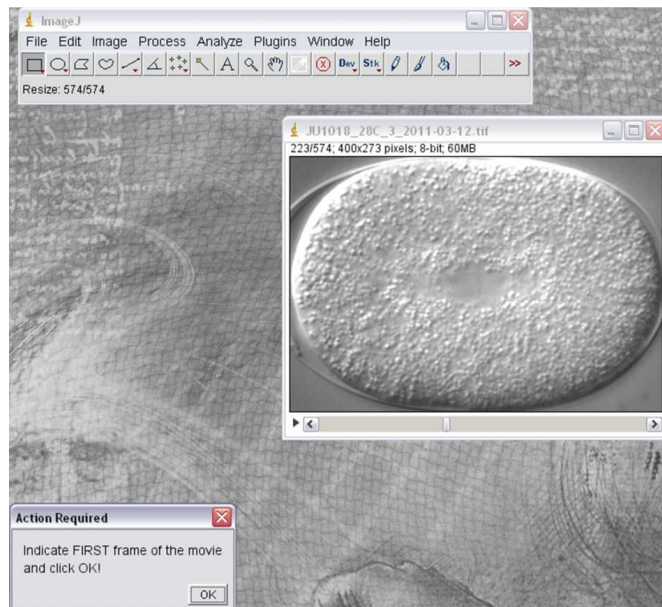 ImageJ
File Edit Image Process Analyze Plugins Window Help
A Dev Stk >>
Resize: 574/574
JU1018_28C_3_2011-03-12.tif
223/574; 400x273 pixels; 8-bit; 60MB
Action Required
Indicate FIRST frame of the movie
and click OK!
OK